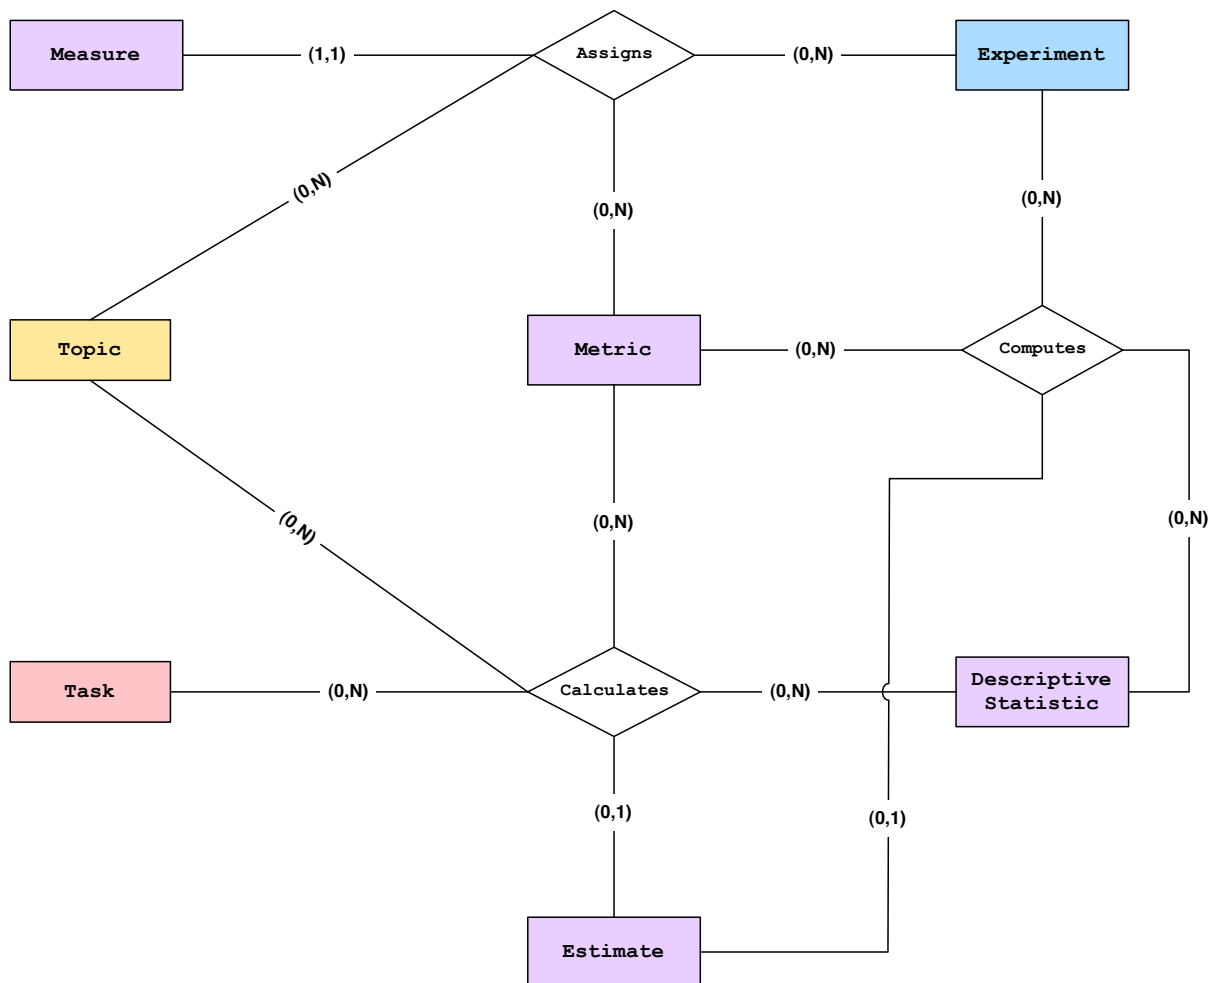 Measure
(1,1)
Assigns
(0,N)
Experiment
(0,N)
(0,N)
(0,N)
Topic
Metric
(0,N)
Computes
(0,N)
(0,N)
(0,N)
Task
(0,N)
Calculates
(0,N)
Descriptive
Statistic
(0,1)
(0,1)
Estimate